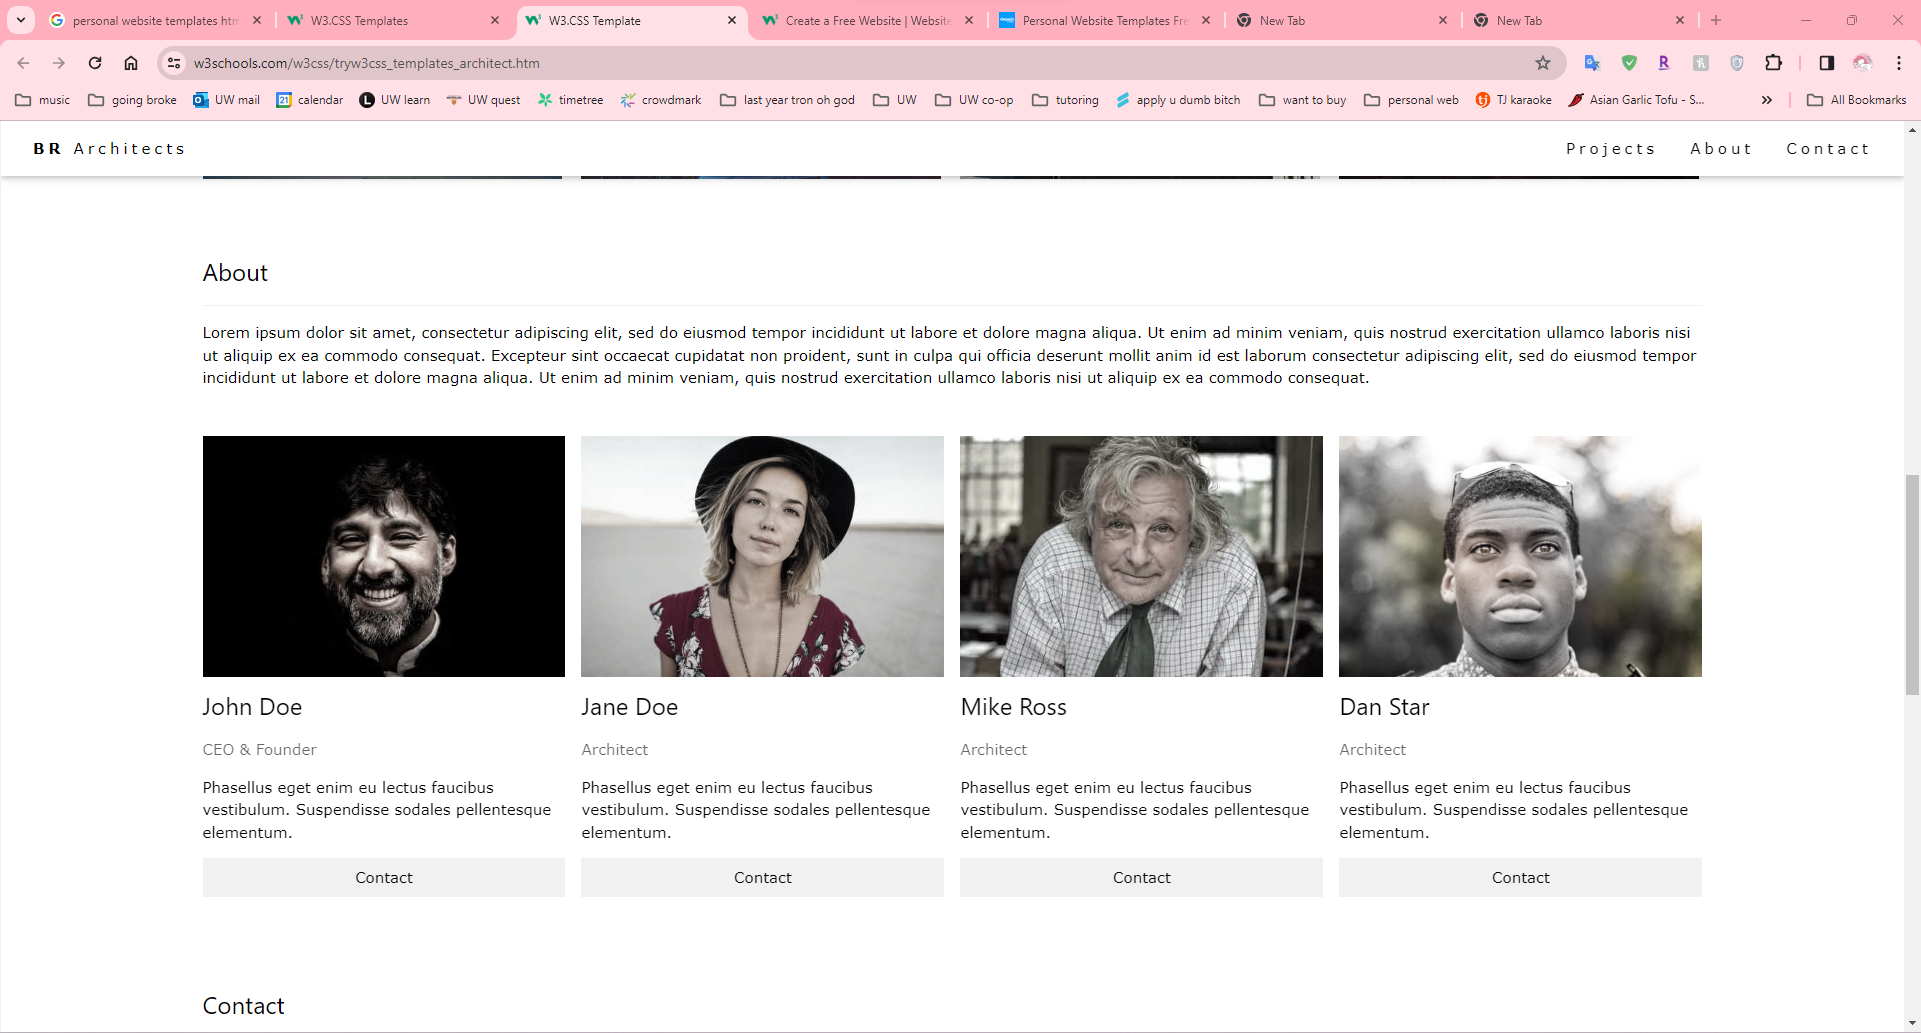 personal website templates htm
W3.CSS Templates
W3.CSS Template
Create a Free Website | Website
Personal Website Templates Fre
New Tab
New Tab
w3schools.com/w3css/tryw3css_templates_architect.htm
music
going broke
UW mail
calendar
UW learn
UW quest
timetree
crowdmark
last year tron oh god
UW
UW co-op
tutoring
apply u dumb bitch
want to buy
personal web
TJ karaoke
Asian Garlic Tofu - S...
All Bookmarks
BR Architects
Projects
About
Contact
About
Lorem ipsum dolor sit amet, consectetur adipiscing elit, sed do eiusmod tempor incididunt ut labore et dolore magna aliqua. Ut enim ad minim veniam, quis nostrud exercitation ullamco laboris nisi
ut aliquip ex ea commodo consequat. Excepteur sint occaecat cupidatat non proident, sunt in culpa qui officia deserunt mollit anim id est laborum consectetur adipiscing elit, sed do eiusmod tempor
incididunt ut labore et dolore magna aliqua. Ut enim ad minim veniam, quis nostrud exercitation ullamco laboris nisi ut aliquip ex ea commodo consequat.
John Doe
CEO & Founder
Phasellus eget enim eu lectus faucibus
vestibulum. Suspendisse sodales pellentesque
elementum.
Contact
Jane Doe
Architect
Phasellus eget enim eu lectus faucibus
vestibulum. Suspendisse sodales pellentesque
elementum.
Contact
Mike Ross
Architect
Phasellus eget enim eu lectus faucibus
vestibulum. Suspendisse sodales pellentesque
elementum.
Contact
Dan Star
Architect
Phasellus eget enim eu lectus faucibus
vestibulum. Suspendisse sodales pellentesque
elementum.
Contact
Contact